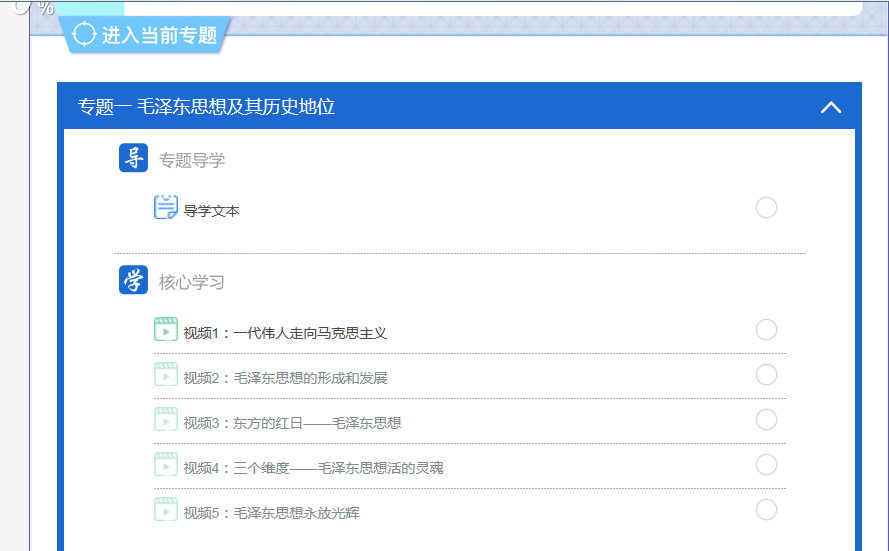 %
进入当前专题
专题一 毛泽东思想及其历史地位
导 专题导学
导学文本
学 核心学习
视频1：一代伟人走向马克思主义
视频2：毛泽东思想的形成和发展
视频3：东方的红日——毛泽东思想
视频4：三个维度——毛泽东思想活的灵魂
视频5：毛泽东思想永放光辉